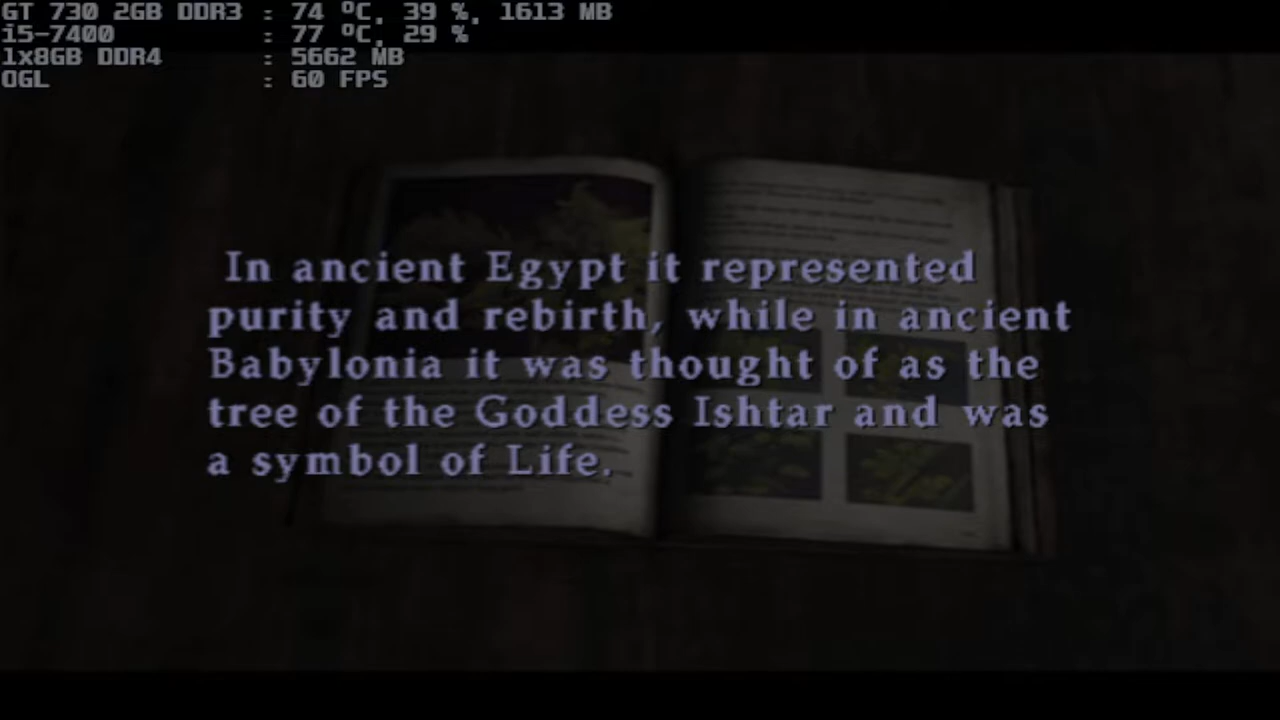 GT 730 2GB DDR3 : 74 ºC, 39 %, 1613 MB
i5-7400 : 77 ºC, 29 %
1x8GB DDR4 : 5662 MB
OGL : 60 FPS
In ancient Egypt it represented
purity and rebirth, while in ancient
Babylonia it was thought of as the
tree of the Goddess Ishtar and was
a symbol of Life.